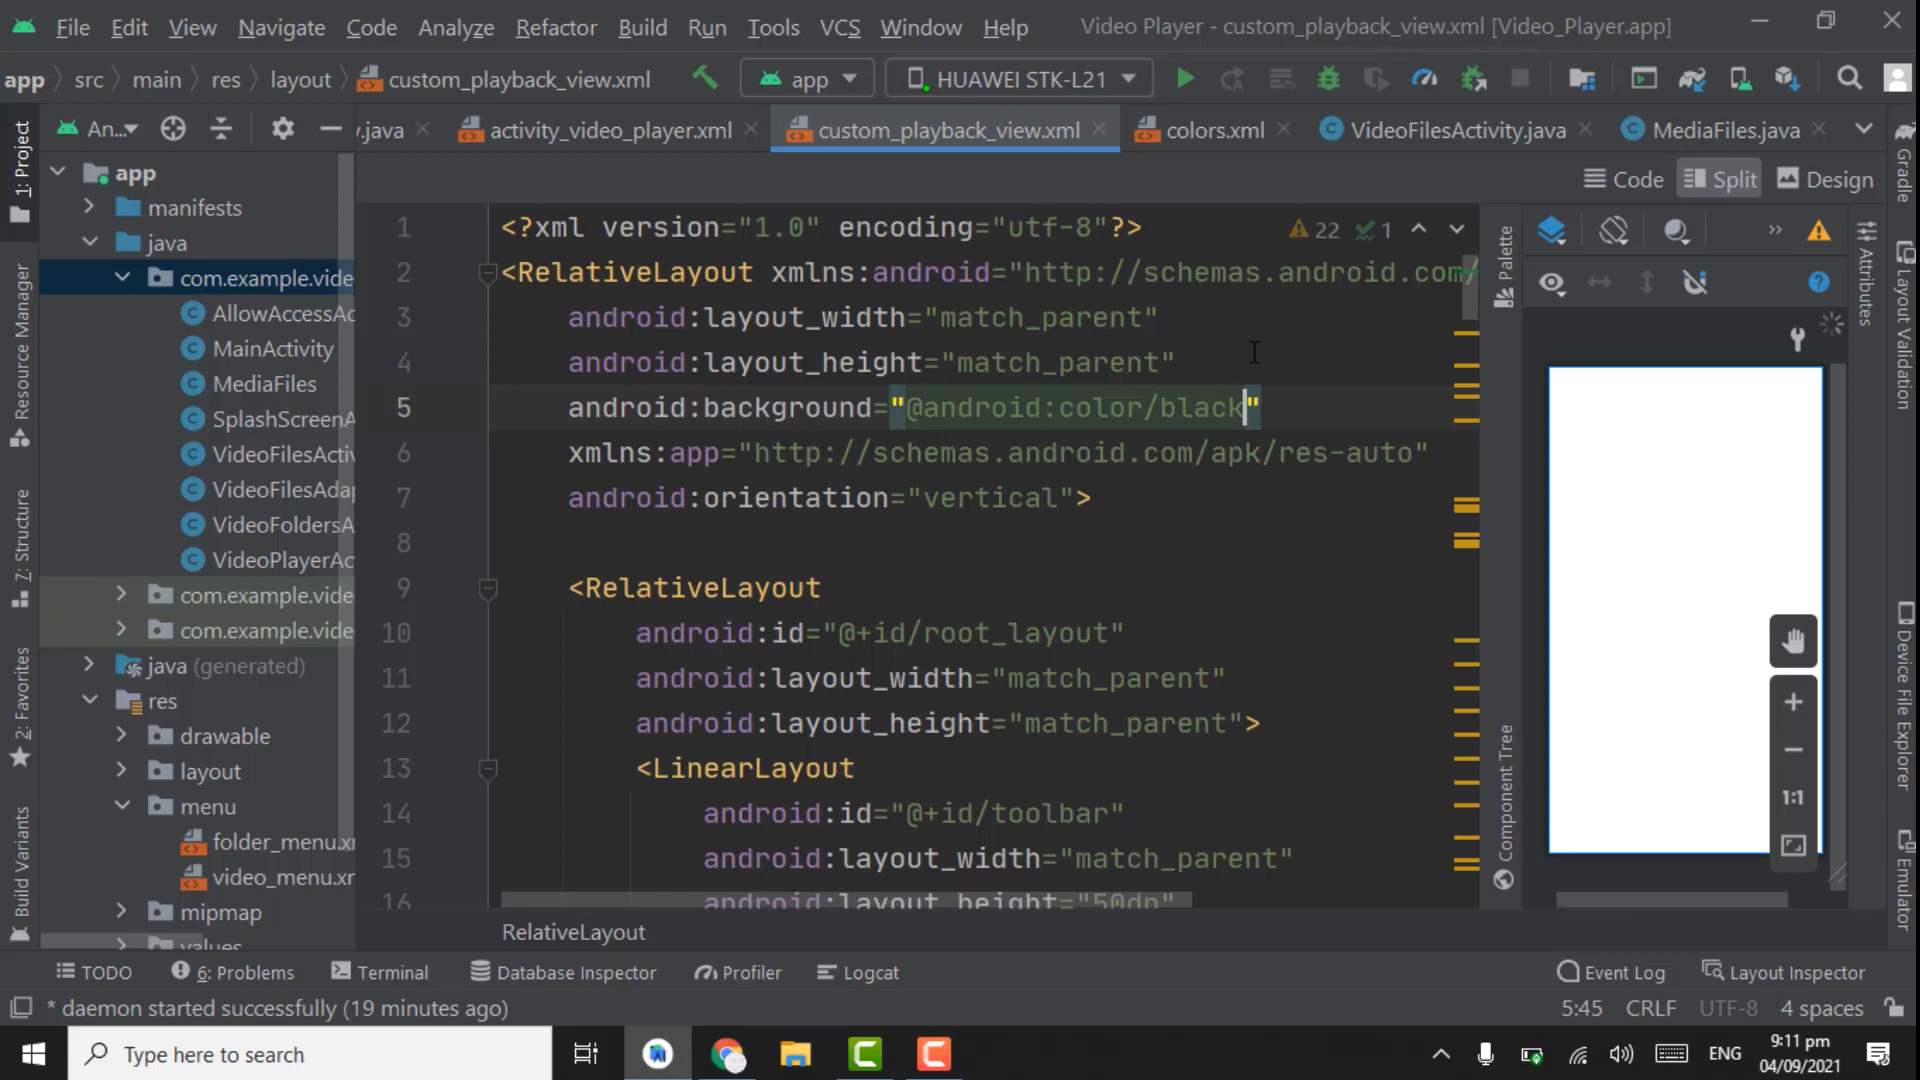 File Edit View Navigate Code Analyze Refactor Build Run Tools VCS Window Help Video Player - custom_playback_view.xml [Video_Player.app]
app src main res layout custom_playback_view.xml app HUAWEI STK-L21
An... y.java activity_video_player.xml custom_playback_view.xml colors.xml VideoFilesActivity.java MediaFiles.java
Code Split Design
1: Project
Resource Manager
7: Structure
2: Favorites
Build Variants
app
manifests
java
com.example.vide
AllowAccessAc
MainActivity
MediaFiles
SplashScreenA
VideoFilesActiv
VideoFilesAdap
VideoFoldersA
VideoPlayerAc
com.example.vide
com.example.vide
java (generated)
res
drawable
layout
menu
folder_menu.xr
video_menu.xr
mipmap
values
22 1
1 <?xml version="1.0" encoding="utf-8"?>
2 <RelativeLayout xmlns:android="http://schemas.android.com/
3 android:layout_width="match_parent"
4 android:layout_height="match_parent"
5 android:background="@android:color/black"
6 xmlns:app="http://schemas.android.com/apk/res-auto"
7 android:orientation="vertical">
8
9 <RelativeLayout
10 android:id="@+id/root_layout"
11 android:layout_width="match_parent"
12 android:layout_height="match_parent">
13 <LinearLayout
14 android:id="@+id/toolbar"
15 android:layout_width="match_parent"
16 android:layout_height="50dp"
RelativeLayout
Palette
Component Tree
1:1
Attributes
Gradle
Layout Validation
Device File Explorer
Emulator
TODO 6: Problems Terminal Database Inspector Profiler Logcat Event Log Layout Inspector
* daemon started successfully (19 minutes ago) 5:45 CRLF UTF-8 4 spaces
Type here to search ENG 9:11 pm
04/09/2021